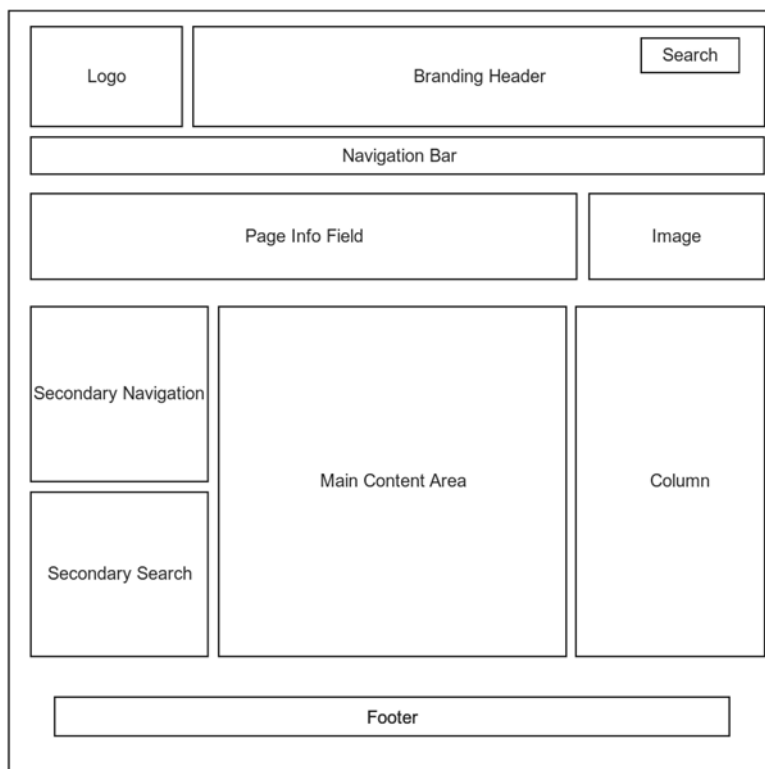 Logo
Branding Header
Search
Navigation Bar
Page Info Field
Image
Secondary Navigation
Main Content Area
Column
Secondary Search
Footer